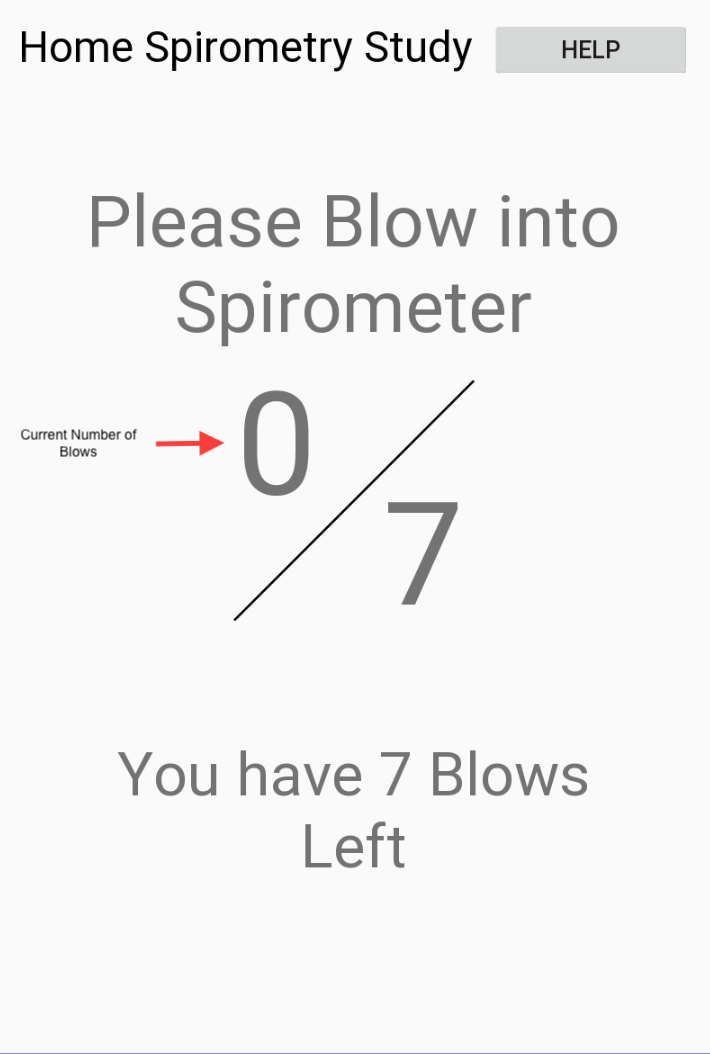 Home Spirometry Study
HELP
Please Blow into
Spirometer
Current Number of
Blows
0
7
You have 7 Blows
Left